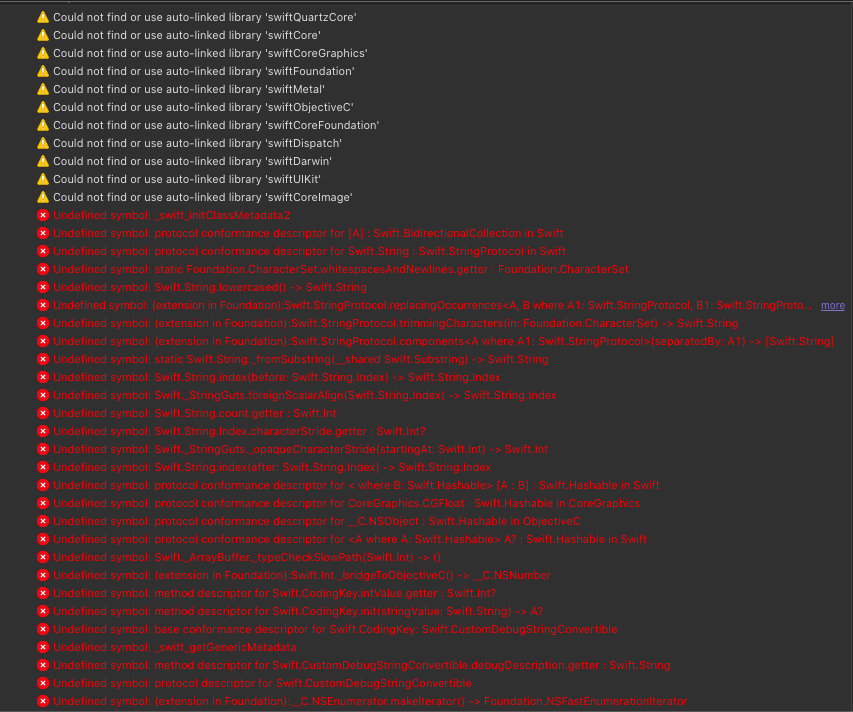 Could not find or use auto-linked library 'swiftQuartzCore'
Could not find or use auto-linked library 'swiftCore'
Could not find or use auto-linked library 'swiftCoreGraphics'
Could not find or use auto-linked library 'swiftFoundation'
Could not find or use auto-linked library 'swiftMetal'
Could not find or use auto-linked library 'swiftObjectiveC'
Could not find or use auto-linked library 'swiftCoreFoundation'
Could not find or use auto-linked library 'swiftDispatch'
Could not find or use auto-linked library 'swiftDarwin'
Could not find or use auto-linked library 'swiftUIKit'
Could not find or use auto-linked library 'swiftCoreImage'
Undefined symbol: _swift_initClassMetadata2
Undefined symbol: protocol conformance descriptor for [A] : Swift.BidirectionalCollection in Swift
Undefined symbol: protocol conformance descriptor for Swift.String : Swift.StringProtocol in Swift
Undefined symbol: static Foundation.CharacterSet.whitespacesAndNewlines.getter : Foundation.CharacterSet
Undefined symbol: Swift.String.lowercased() -> Swift.String
Undefined symbol: (extension in Foundation):Swift.StringProtocol.replacingOccurrences<A, B where A1: Swift.StringProtocol, B1: Swift.StringProto... more
Undefined symbol: (extension in Foundation):Swift.StringProtocol.trimmingCharacters(in: Foundation.CharacterSet) -> Swift.String
Undefined symbol: (extension in Foundation):Swift.StringProtocol.components<A where A1: Swift.StringProtocol>(separatedBy: A1) -> [Swift.String]
Undefined symbol: static Swift.String._fromSubstring(__shared Swift.Substring) -> Swift.String
Undefined symbol: Swift.String.index(before: Swift.String.Index) -> Swift.String.Index
Undefined symbol: Swift._StringGuts.foreignScalarAlign(Swift.String.Index) -> Swift.String.Index
Undefined symbol: Swift.String.count.getter : Swift.Int
Undefined symbol: Swift.String.Index.characterStride.getter : Swift.Int?
Undefined symbol: Swift._StringGuts._opaqueCharacterStride(startingAt: Swift.Int) -> Swift.Int
Undefined symbol: Swift.String.index(after: Swift.String.Index) -> Swift.String.Index
Undefined symbol: protocol conformance descriptor for < where B: Swift.Hashable> [A : B] : Swift.Hashable in Swift
Undefined symbol: protocol conformance descriptor for CoreGraphics.CGFloat : Swift.Hashable in CoreGraphics
Undefined symbol: protocol conformance descriptor for __C.NSObject : Swift.Hashable in ObjectiveC
Undefined symbol: protocol conformance descriptor for <A where A: Swift.Hashable> A? : Swift.Hashable in Swift
Undefined symbol: Swift._ArrayBuffer._typeCheckSlowPath(Swift.Int) -> ()
Undefined symbol: (extension in Foundation):Swift.Int._bridgeToObjectiveC() -> __C.NSNumber
Undefined symbol: method descriptor for Swift.CodingKey.intValue.getter : Swift.Int?
Undefined symbol: method descriptor for Swift.CodingKey.init(stringValue: Swift.String) -> A?
Undefined symbol: base conformance descriptor for Swift.CodingKey: Swift.CustomDebugStringConvertible
Undefined symbol: _swift_getGenericMetadata
Undefined symbol: method descriptor for Swift.CustomDebugStringConvertible.debugDescription.getter : Swift.String
Undefined symbol: protocol descriptor for Swift.CustomDebugStringConvertible
Undefined symbol: (extension in Foundation):__C.NSEnumerator.makeIterator() -> Foundation.NSFastEnumerationIterator